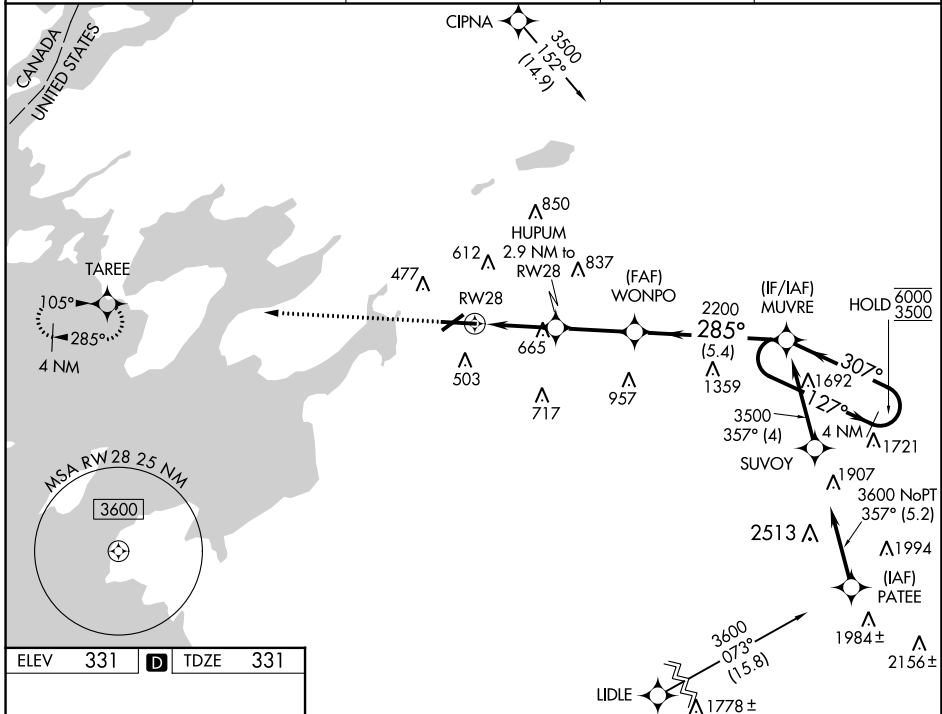 CIPNA
3500
152°
(14.9)
CANADA
UNITED STATES
850
HUPUM
2.9 NM to
RW28
612
837
477
TAREE
105°
285°
4 NM
RW28
(FAF)
WONPO
2200
285°
(5.4)
(IF/IAF)
MUVRE
HOLD
6000
3500
307°
127°
4 NM
665
503
717
957
1359
1692
1721
3500
357° (4)
SUVOY
1907
3600 NoPT
357° (5.2)
2513
1994
(IAF)
PATEE
1984 ±
2156 ±
MSA RW28 25 NM
3600
3600
073°
(15.8)
LIDLE
1778 ±
ELEV 331 D TDZE 331